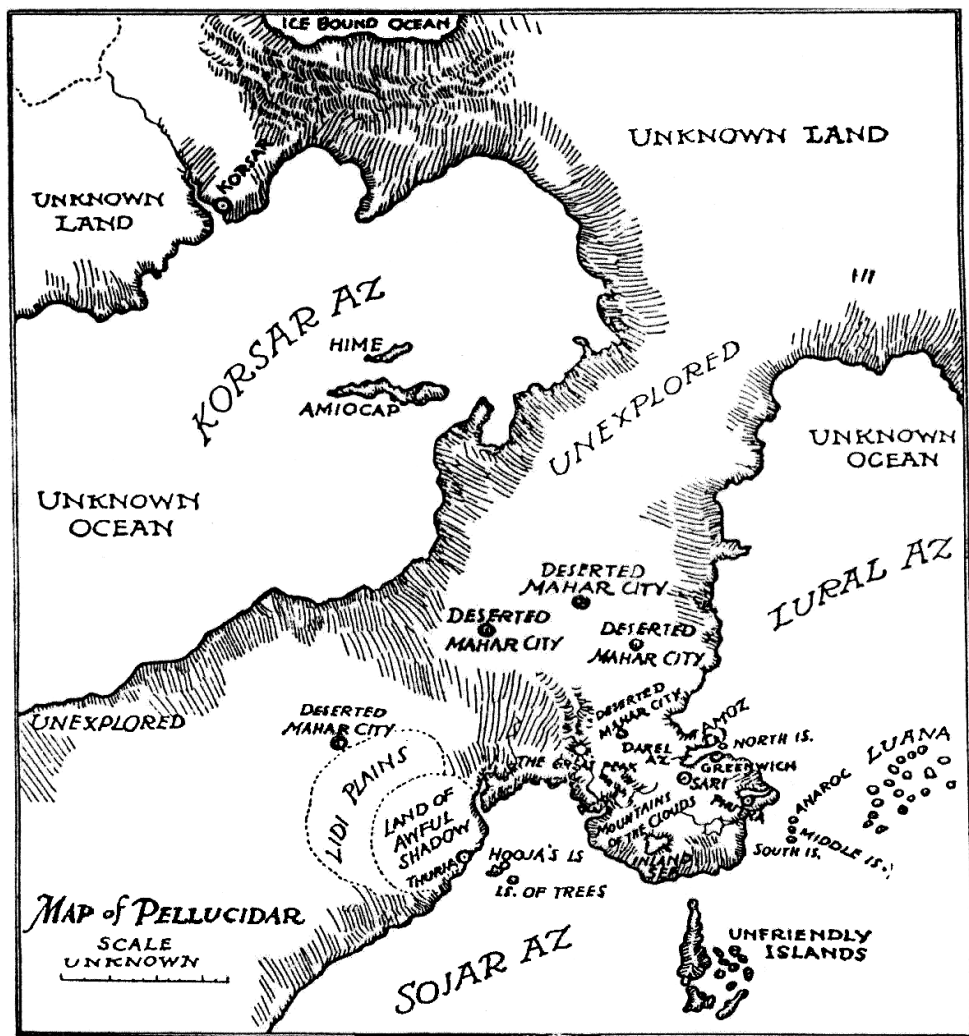 ICE BOUND OCEAN
UNKNOWN LAND
KORSAR
UNKNOWN
LAND
KORSAR AZ
HIME
AMIOCAP
UNEXPLORED
UNKNOWN
OCEAN
UNKNOWN
OCEAN
LURAL AZ
DESERTED
MAHAR CITY
DESERTED
MAHAR CITY
DESERTED
MAHAR CITY
UNEXPLORED
DESERTED
MAHAR CITY
DESERTED
MAHAR CITY
AMOZ
NORTH IS.
DAREL
AZ
GREENWICH
SARI
THE GREAT PEAK
PHUTRA
LUANA
ANAROC
LIDI PLAINS
LAND OF
AWFUL
SHADOW
THURIA
MOUNTAINS
OF THE CLOUDS
INLAND
SEA
SOUTH IS.
MIDDLE IS.
HOOJA'S IS
IS. OF TREES
MAP of PELLUCIDAR
SCALE
UNKNOWN
SOJAR AZ
UNFRIENDLY
ISLANDS